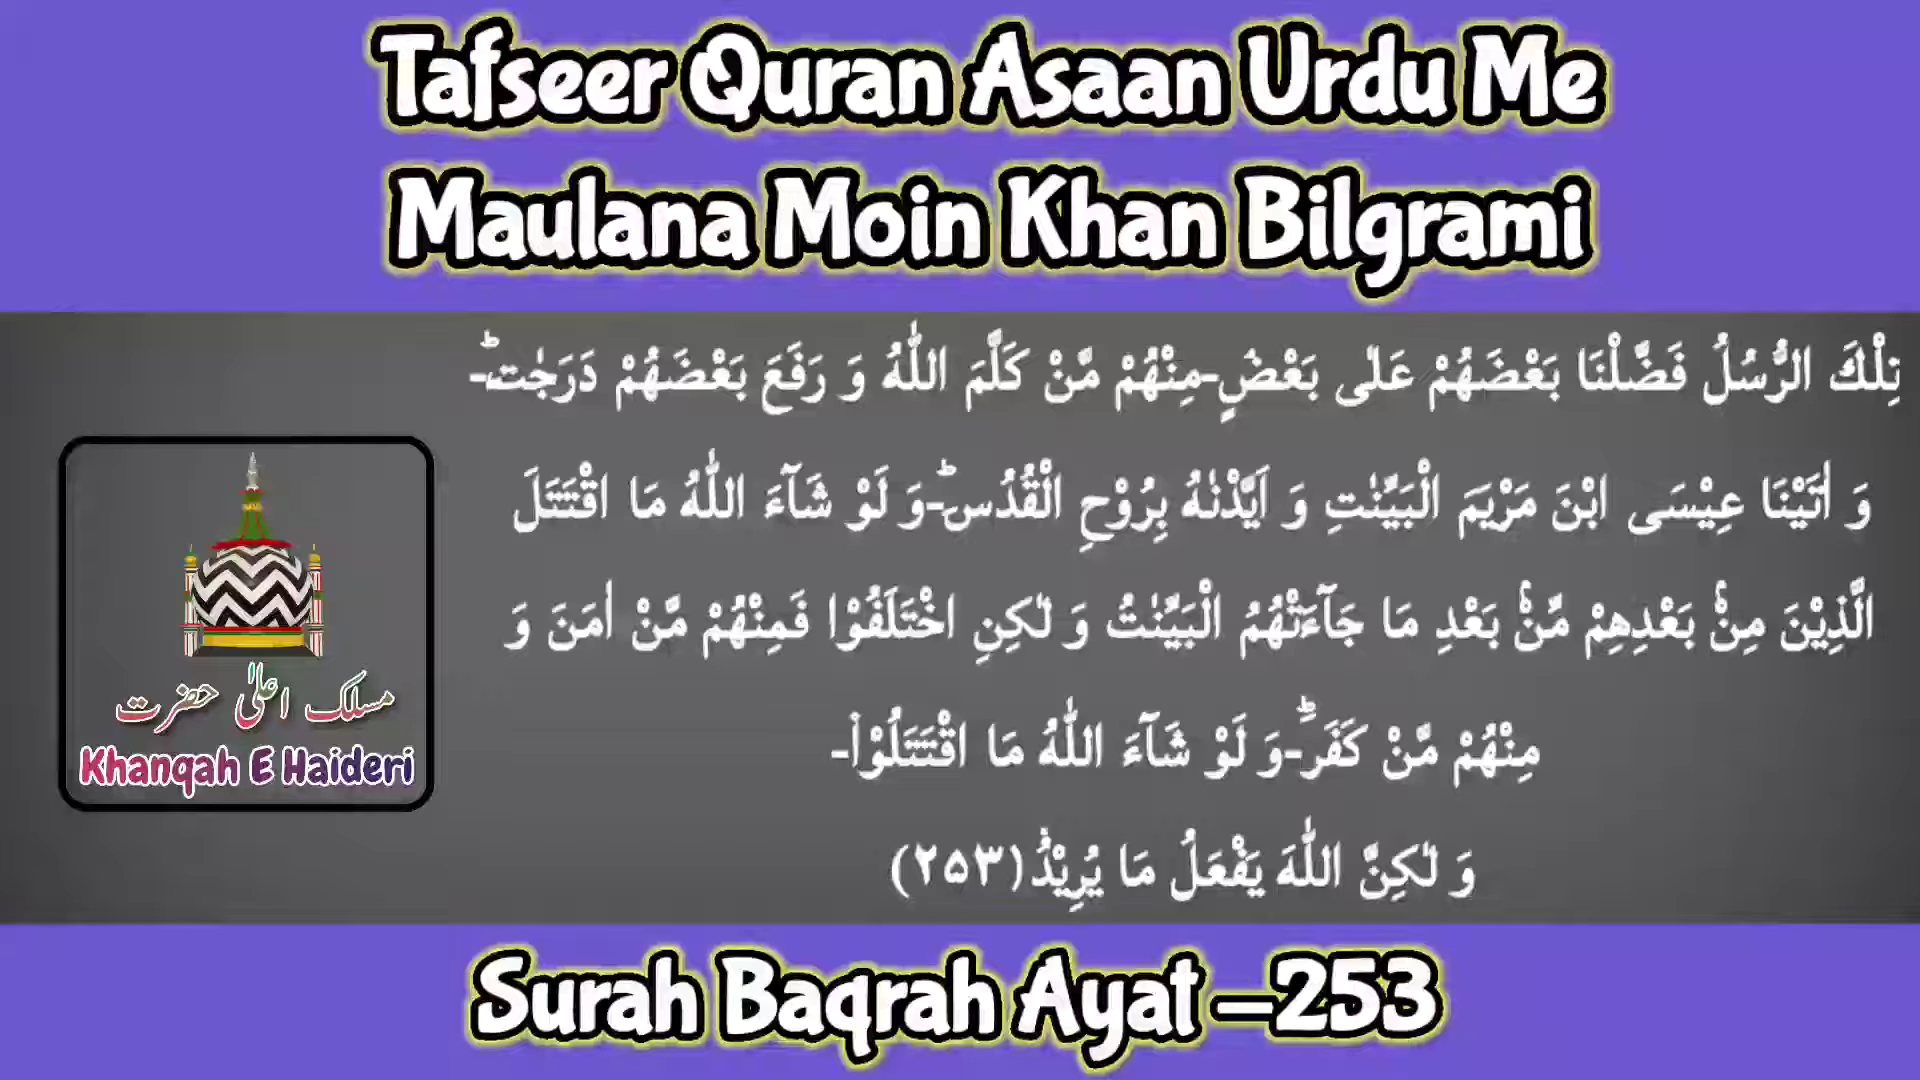 Tafseer Quran Asaan Urdu Me
Maulana Moin Khan Bilgrami
تِلْكَ الرُّسُلُ فَضَّلْنَا بَعْضَهُمْ عَلٰى بَعْضٍۘ-مِنْهُمْ مَّنْ كَلَّمَ اللّٰهُ وَ رَفَعَ بَعْضَهُمْ دَرَجٰتٍؕ-
وَ اٰتَیْنَا عِیْسَى ابْنَ مَرْیَمَ الْبَیِّنٰتِ وَ اَیَّدْنٰهُ بِرُوْحِ الْقُدُسِؕ-وَ لَوْ شَآءَ اللّٰهُ مَا اقْتَتَلَ
الَّذِیْنَ مِنْۢ بَعْدِهِمْ مِّنْۢ بَعْدِ مَا جَآءَتْهُمُ الْبَیِّنٰتُ وَ لٰكِنِ اخْتَلَفُوْا فَمِنْهُمْ مَّنْ اٰمَنَ وَ
مِنْهُمْ مَّنْ كَفَرَؕ-وَ لَوْ شَآءَ اللّٰهُ مَا اقْتَتَلُوْا۫-
وَ لٰكِنَّ اللّٰهَ یَفْعَلُ مَا یُرِیْدُ۠(۲۵۳)
مسلک اعلیٰ حضرت
Khanqah E Haideri
Surah Baqrah Ayat –253